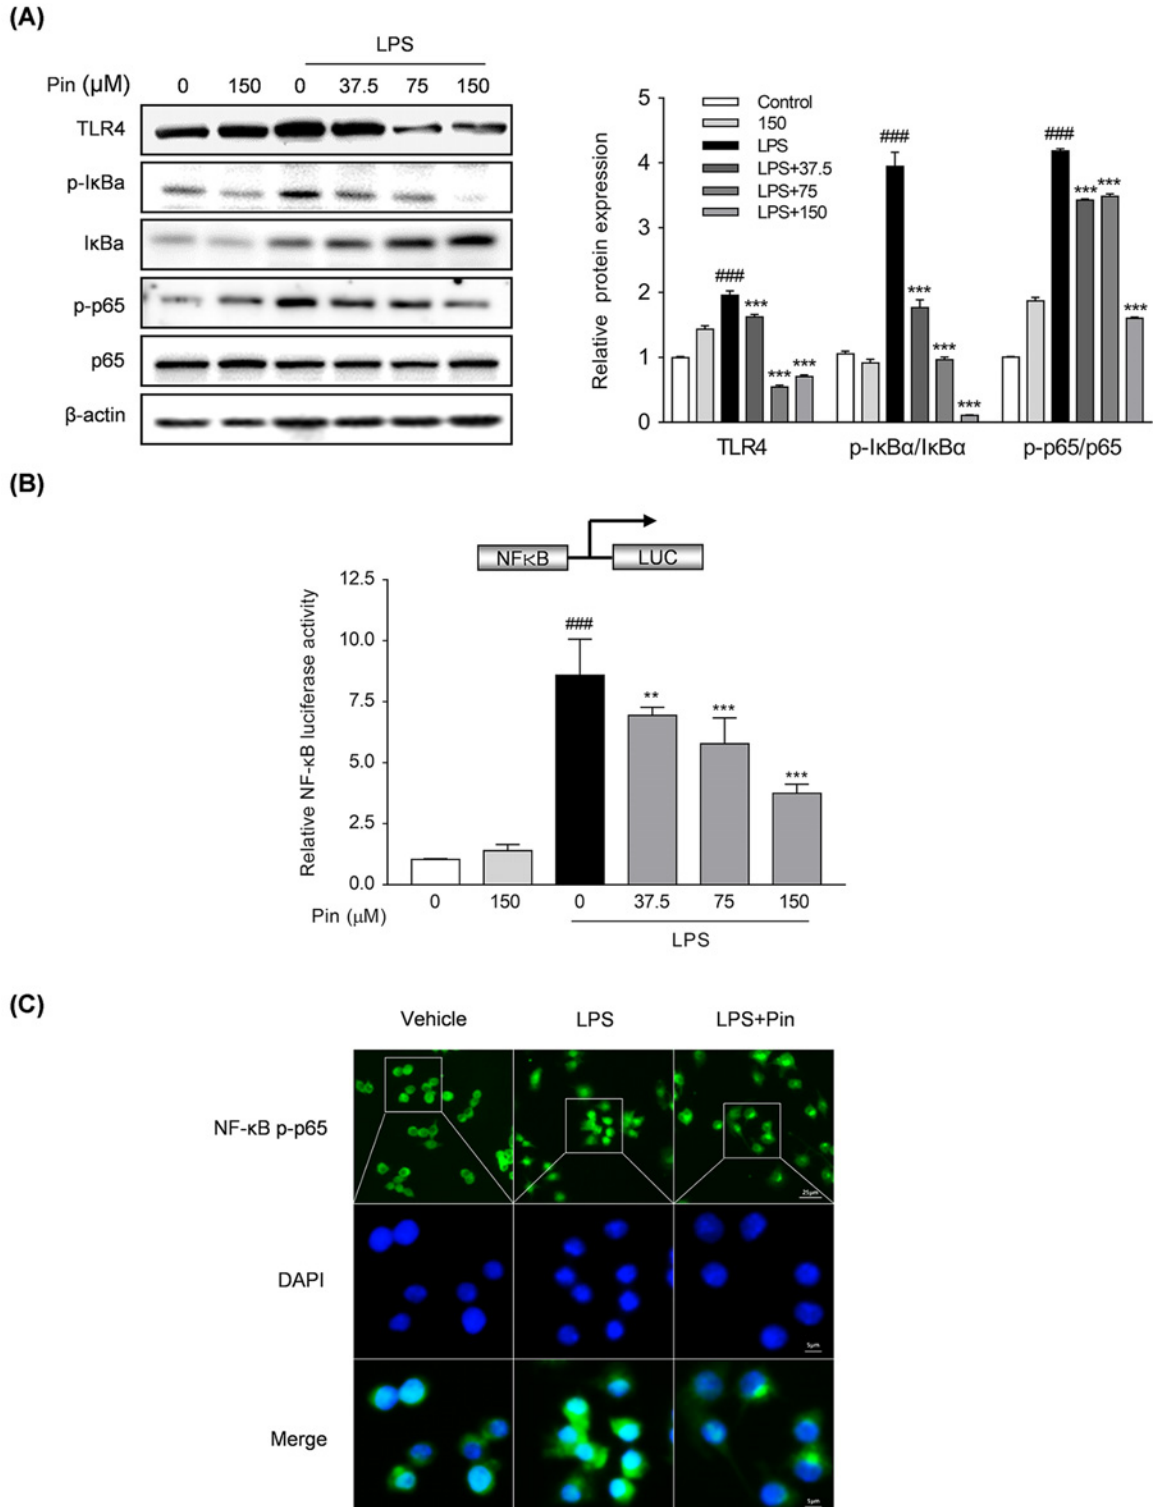 (A)
LPS
Pin (μM) 0 150 0 37.5 75 150
TLR4
p-IκBa
IκBa
p-p65
p65
β-actin
Relative protein expression
5
4
3
2
1
0
Control
150
LPS
LPS+37.5
LPS+75
LPS+150
### *** *** ***
### *** *** ***
### *** *** ***
TLR4 p-IκBα/IκBα p-p65/p65
(B)
NFκB LUC
Relative NF-κB luciferase activity
12.5
10.0
7.5
5.0
2.5
0.0
### ** *** ***
Pin (μM) 0 150 0 37.5 75 150
LPS
(C)
Vehicle LPS LPS+Pin
NF-κB p-p65
25μm
DAPI
5μm
Merge
5μm